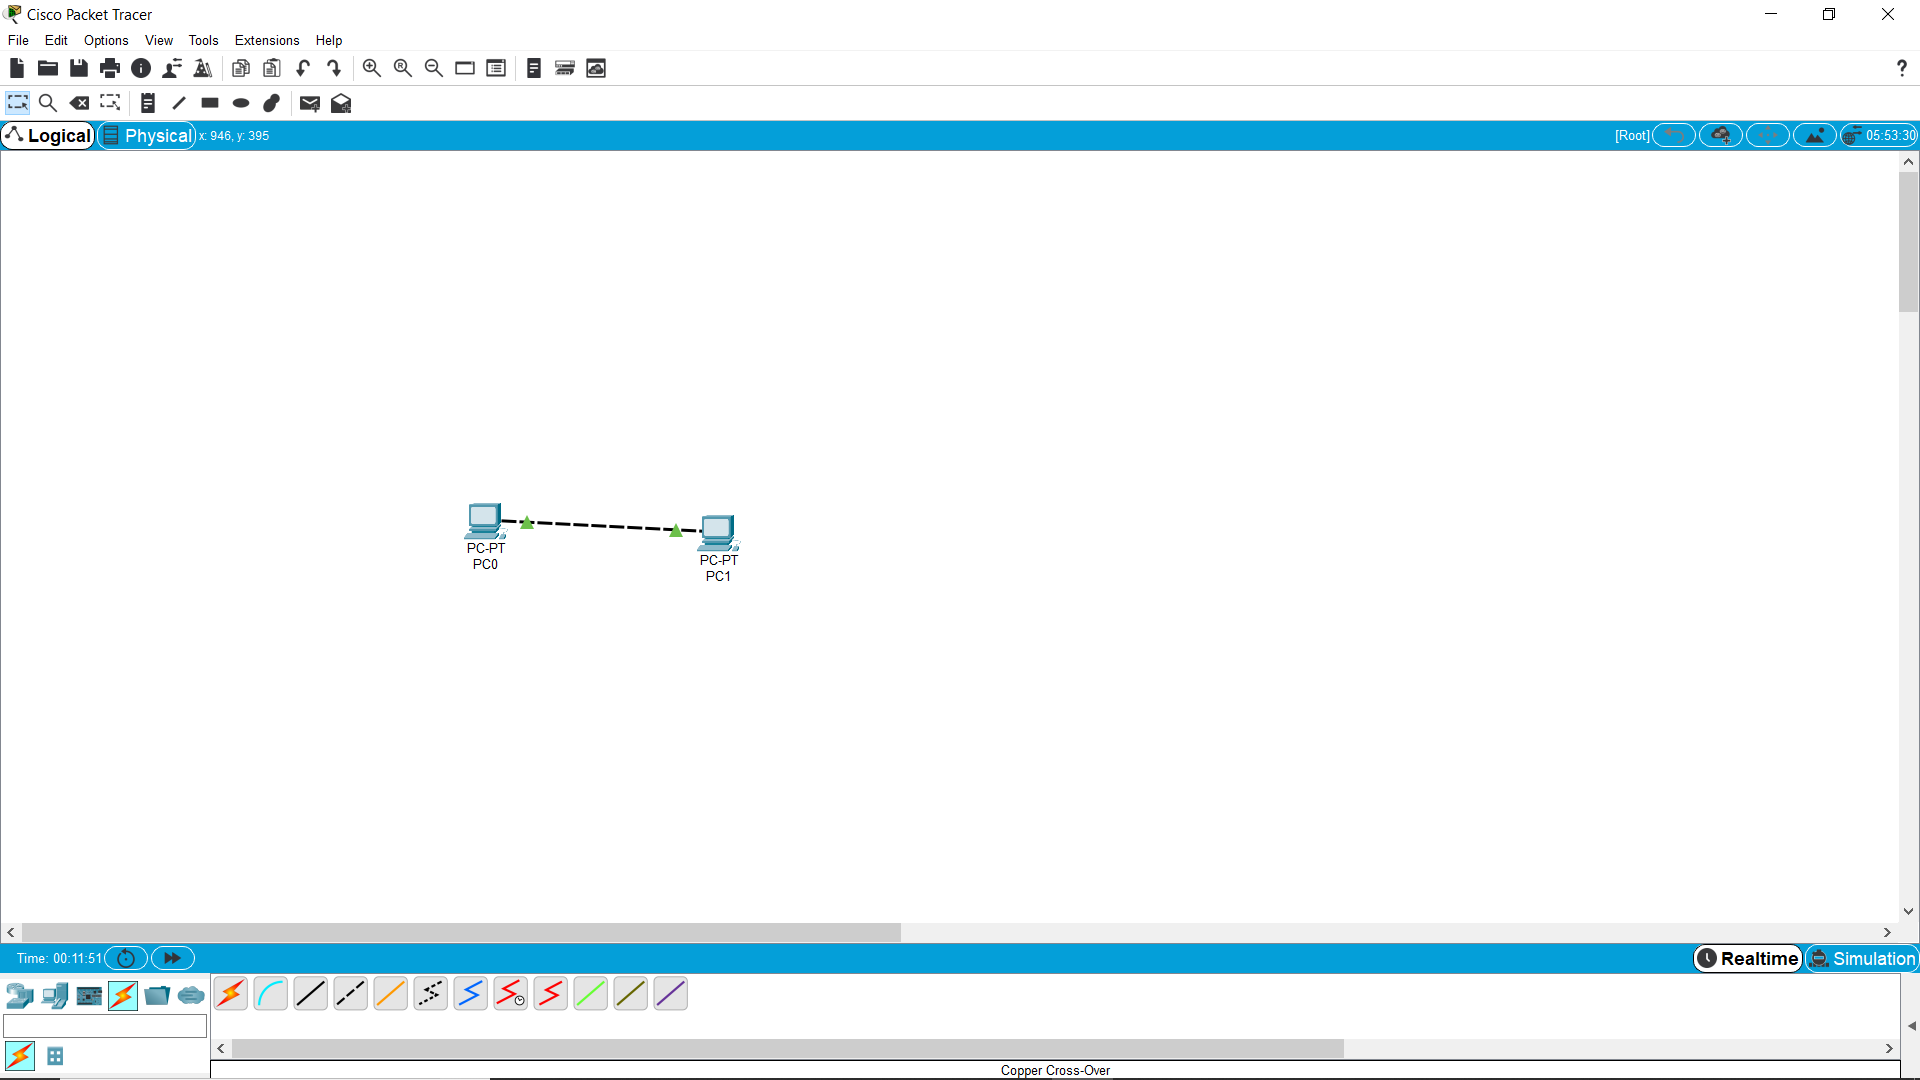 Cisco Packet Tracer
File Edit Options View Tools Extensions Help
?
Logical Physical x: 946, y: 395 [Root] 05:53:30
PC-PT
PC0
PC-PT
PC1
Time: 00:11:51 Realtime Simulation
Copper Cross-Over